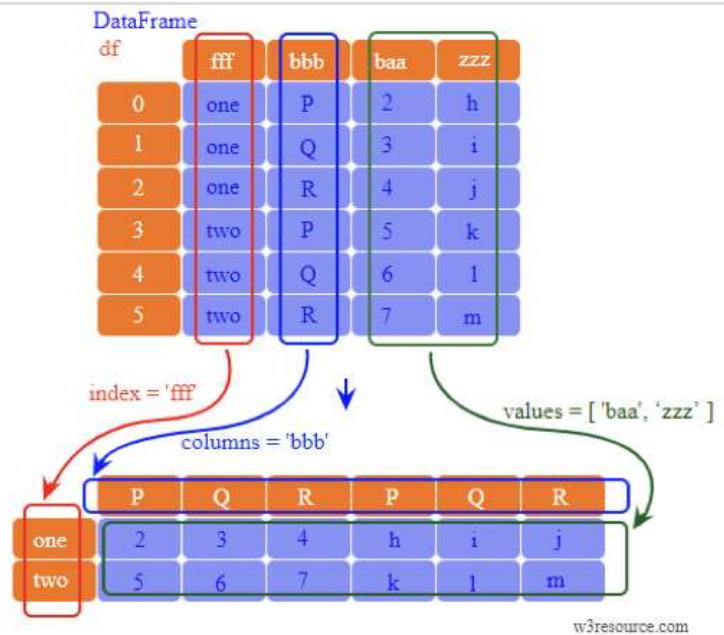 DataFrame
df
fff bbb baa zzz
0 one P 2 h
1 one Q 3 i
2 one R 4 j
3 two P 5 k
4 two Q 6 l
5 two R 7 m
index = 'fff'
values = [ 'baa', ‘zzz’ ]
columns = 'bbb'
P Q R P Q R
one 2 3 4 h i j
two 5 6 7 k l m
w3resource.com